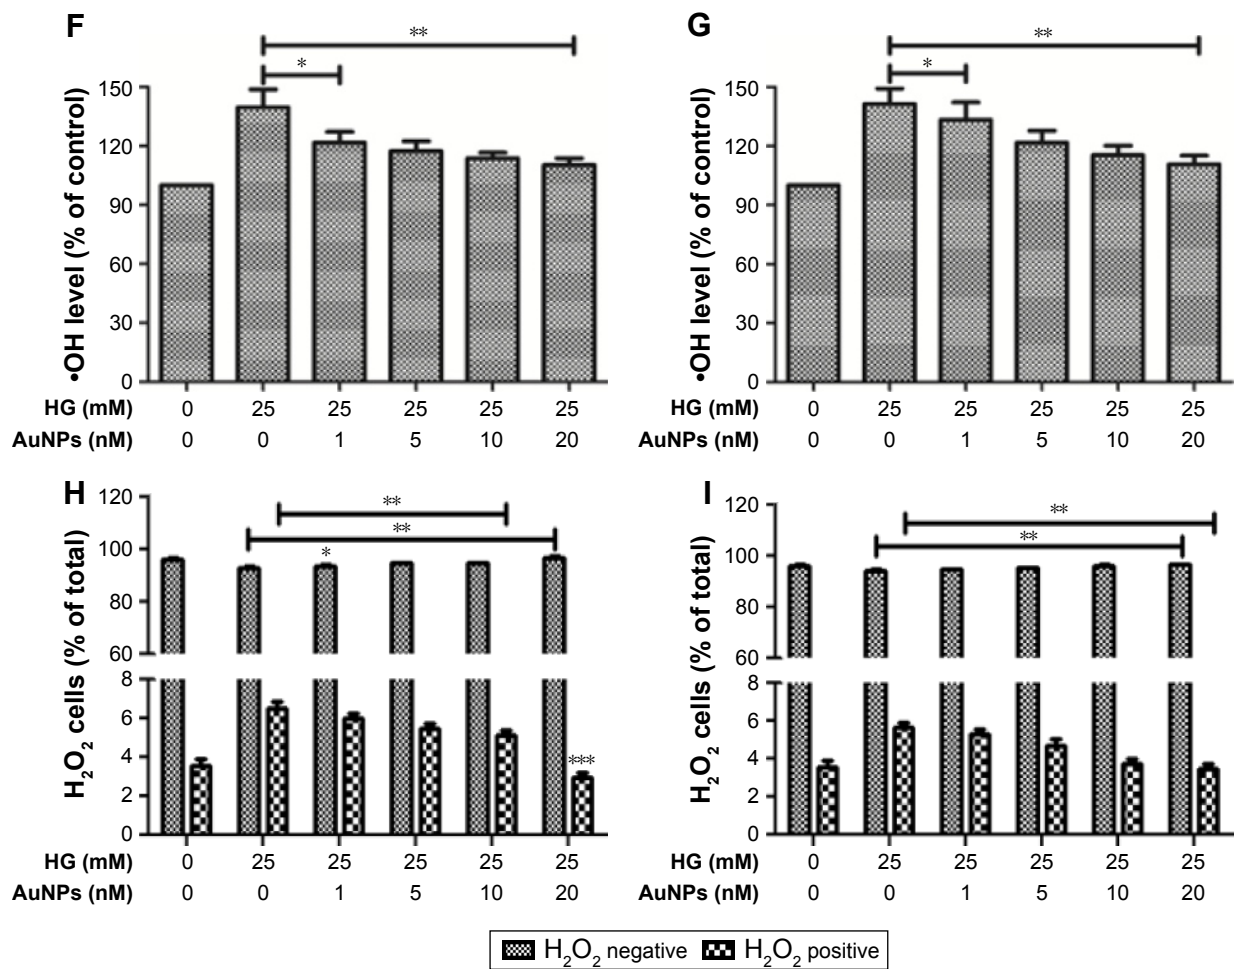 F
**
*
150
120
90
60
30
0
•OH level (% of control)
HG (mM) 0 25 25 25 25 25
AuNPs (nM) 0 0 1 5 10 20
G
**
*
150
120
90
60
30
0
•OH level (% of control)
HG (mM) 0 25 25 25 25 25
AuNPs (nM) 0 0 1 5 10 20
H
**
**
*
***
120
100
80
60
8
6
4
2
0
H₂O₂ cells (% of total)
HG (mM) 0 25 25 25 25 25
AuNPs (nM) 0 0 1 5 10 20
I
**
**
120
100
80
60
8
6
4
2
0
H₂O₂ cells (% of total)
HG (mM) 0 25 25 25 25 25
AuNPs (nM) 0 0 1 5 10 20
H₂O₂ negative H₂O₂ positive